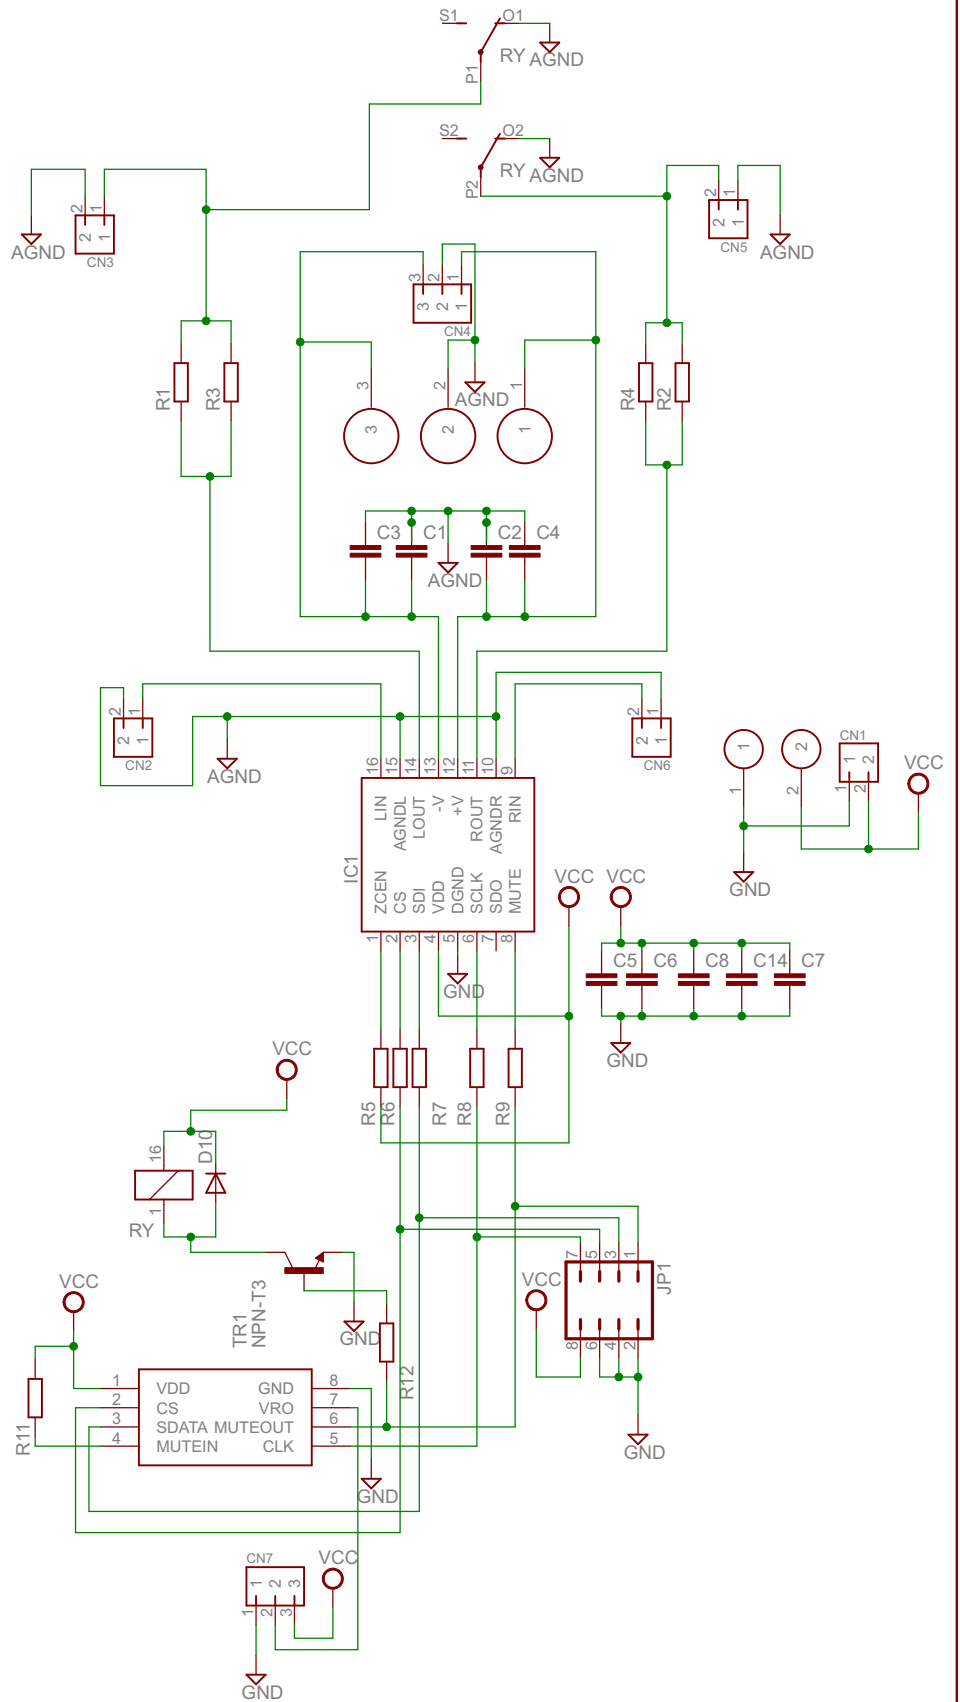 S1 O1
RY AGND
P1
S2 O2
RY AGND
P2
2 1
2 1
AGND
CN3
2 1
2 1
CN5
AGND
3 2 1
3 2 1
CN4
R1 R3
3 2 1
AGND
3 2 1
R4 R2
C3 C1 C2 C4
AGND
2 1
2 1
CN2
AGND
2 1
2 1
CN6
1 2
1 2
CN1
1 2
1 2
VCC
GND
16 15 14 13 12 11 10 9
LIN AGNDL LOUT -V +V ROUT AGNDR RIN
IC1
ZCEN CS SDI VDD DGND SCLK SDO MUTE
1 2 3 4 5 6 7 8
GND
VCC VCC
C5 C6 C8 C14 C7
GND
R5 R6 R7 R8 R9
VCC
16
1
D10
RY
TR1
NPN-T3
GND
R12
VCC
7 5 3 1
JP1
8 6 4 2
GND
VCC
R11
1 VDD GND 8
2 CS VRO 7
3 SDATA MUTEOUT 6
4 MUTEIN CLK 5
GND
CN7
1 2 3
1 2 3
VCC
GND